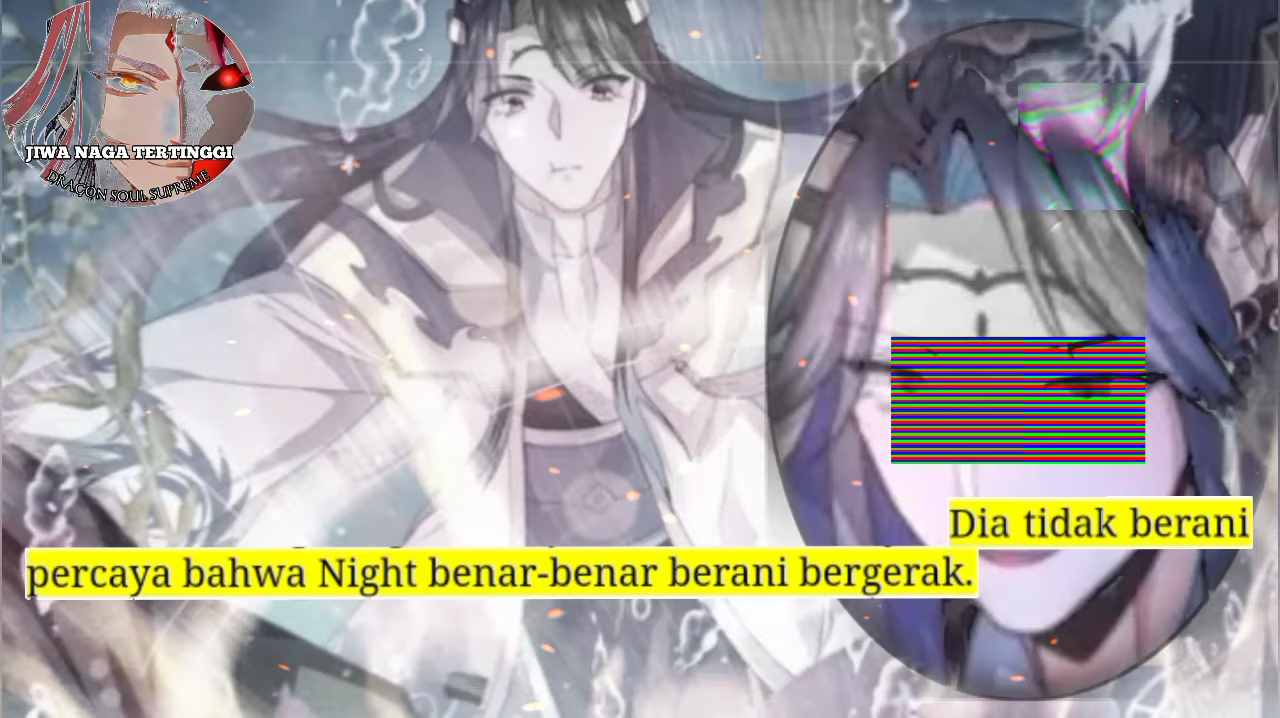 JIWA NAGA TERTINGGI
DRAGON SOUL SUPREME
Dia tidak berani
percaya bahwa Night benar-benar berani bergerak.